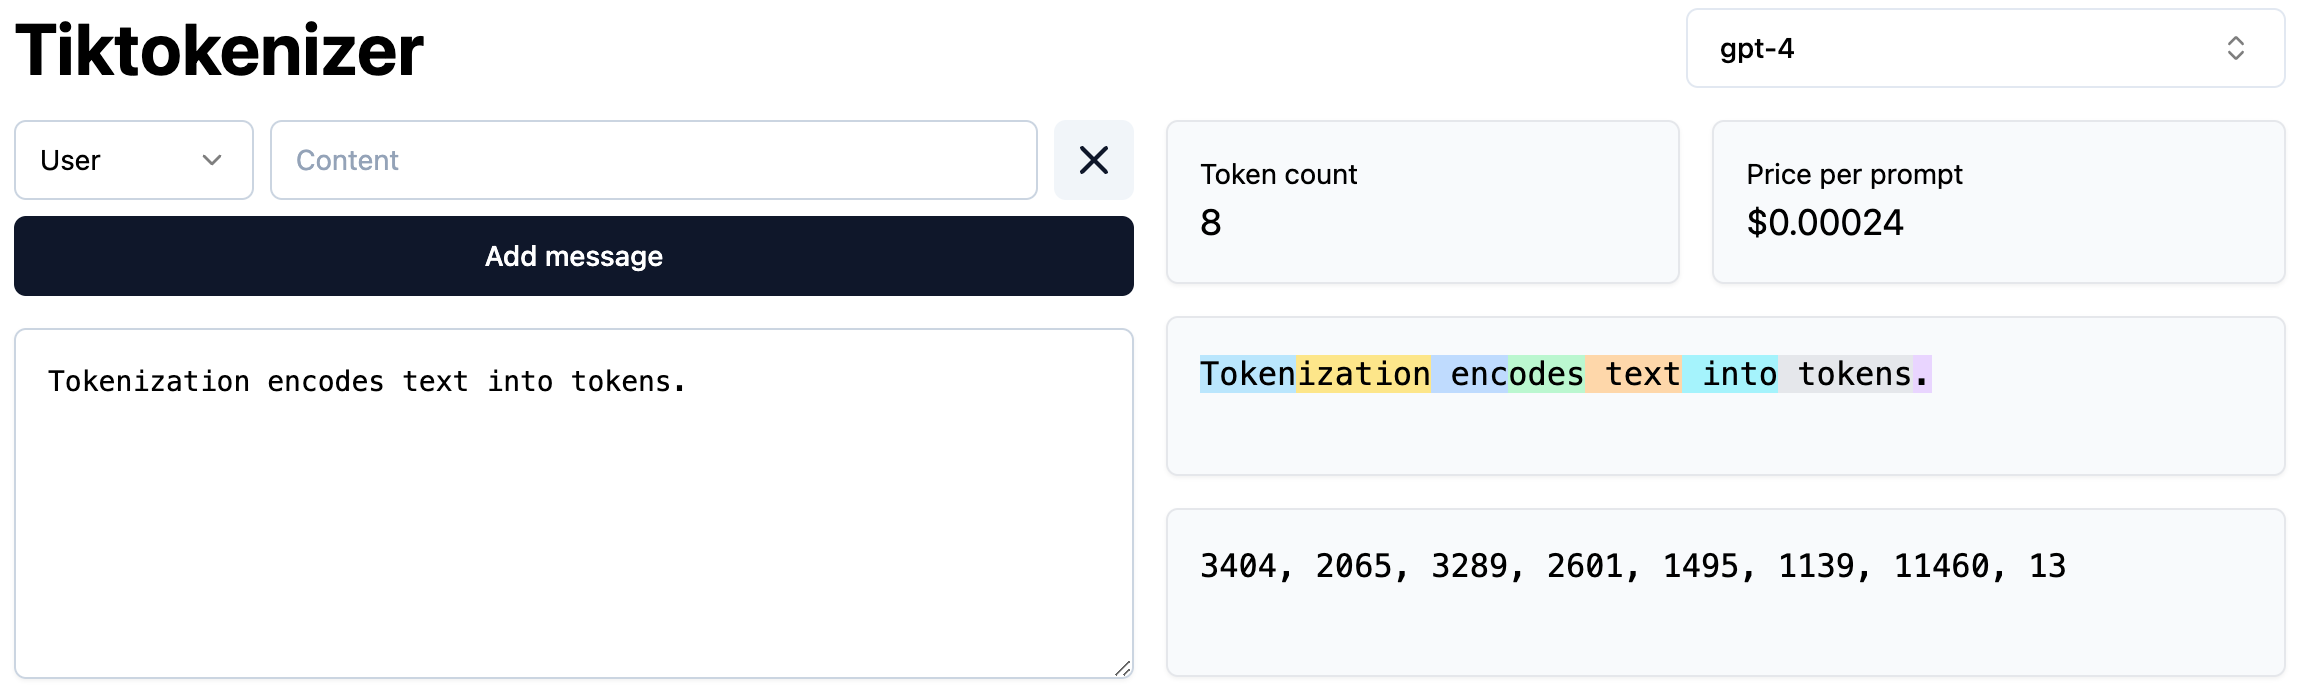 Tiktokenizer
gpt-4
User
Content
Add message
Token count
8
Price per prompt
$0.00024
Tokenization encodes text into tokens.
Tokenization encodes text into tokens.
3404, 2065, 3289, 2601, 1495, 1139, 11460, 13